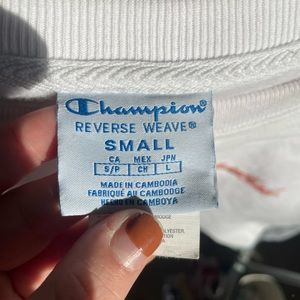 Champion®
REVERSE WEAVE®
SMALL
CA MEX JPN
S/P CH L
MADE IN CAMBODIA
FABRIQUÉ AU CAMBODGE
HECHO EN CAMBOYA